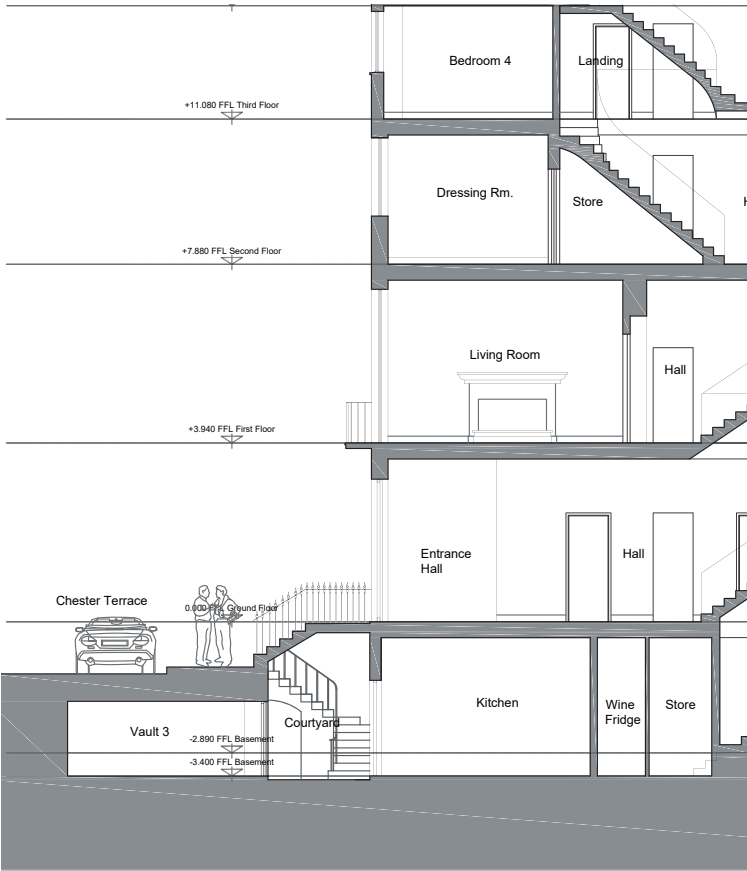 Bedroom 4
Landing
+11.080 FFL Third Floor
Dressing Rm.
Store
H
+7.880 FFL Second Floor
Living Room
Hall
+3.940 FFL First Floor
Entrance
Hall
Hall
Chester Terrace
0.000 FFL Ground Floor
Kitchen
Wine
Fridge
Store
Courtyard
Vault 3
-2.890 FFL Basement
-3.400 FFL Basement